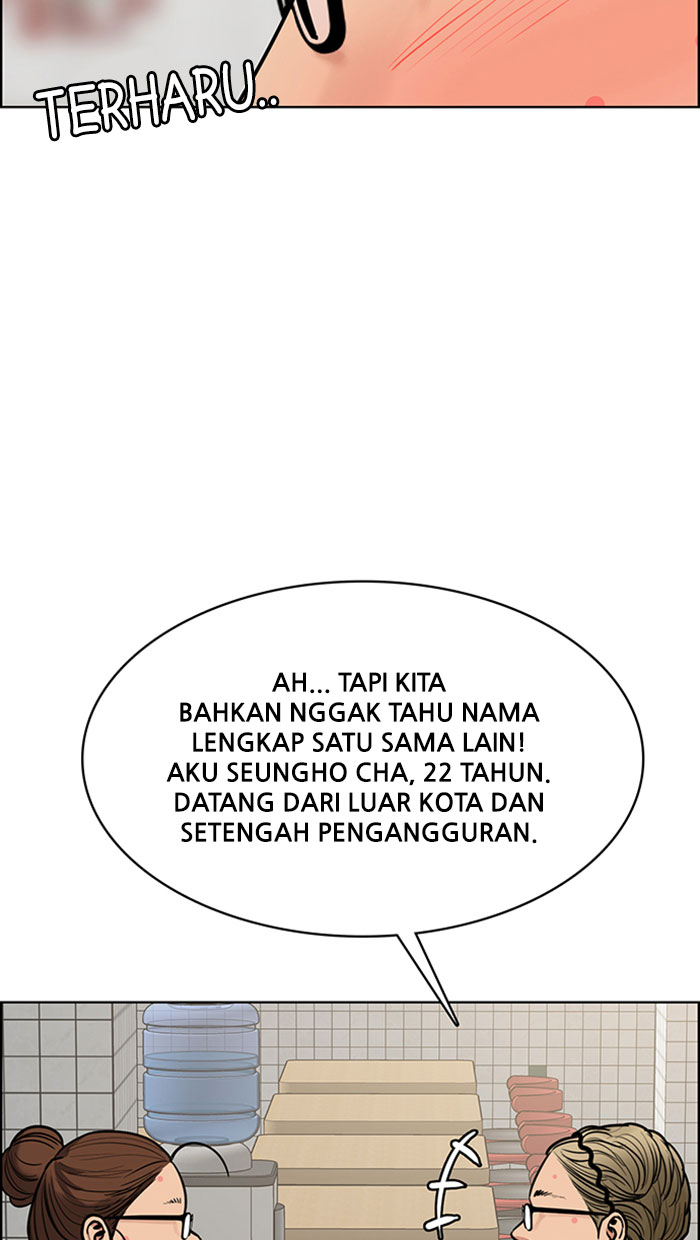 TERHARU..
AH... TAPI KITA
BAHKAN NGGAK TAHU NAMA
LENGKAP SATU SAMA LAIN!
AKU SEUNGHO CHA, 22 TAHUN.
DATANG DARI LUAR KOTA DAN
SETENGAH PENGANGGURAN.